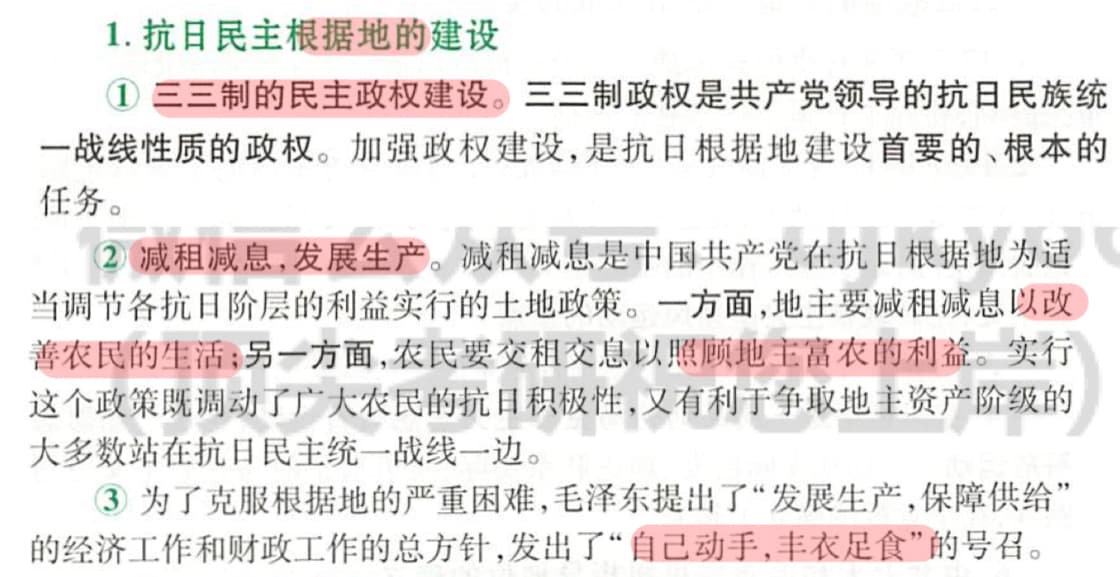 1. 抗日民主根据地的建设
① 三三制的民主政权建设。三三制政权是共产党领导的抗日民族统
一战线性质的政权。加强政权建设,是抗日根据地建设首要的、根本的
任务。
② 减租减息,发展生产。减租减息是中国共产党在抗日根据地为适
当调节各抗日阶层的利益实行的土地政策。一方面,地主要减租减息以改
善农民的生活;另一方面,农民要交租交息以照顾地主富农的利益。实行
这个政策既调动了广大农民的抗日积极性,又有利于争取地主资产阶级的
大多数站在抗日民主统一战线一边。
③ 为了克服根据地的严重困难,毛泽东提出了“发展生产,保障供给”
的经济工作和财政工作的总方针,发出了“自己动手,丰衣足食”的号召。